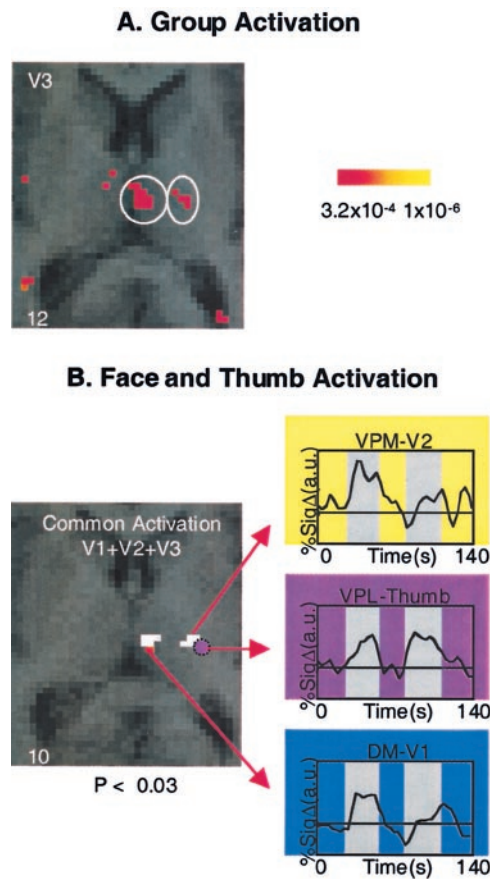 A. Group Activation
V3
12
3.2x10⁻⁴ 1x10⁻⁶
B. Face and Thumb Activation
Common Activation
V1+V2+V3
10
P < 0.03
VPM-V2
%SigΔ(a.u.)
0 Time(s) 140
VPL-Thumb
%SigΔ(a.u.)
0 Time(s) 140
DM-V1
%SigΔ(a.u.)
0 Time(s) 140